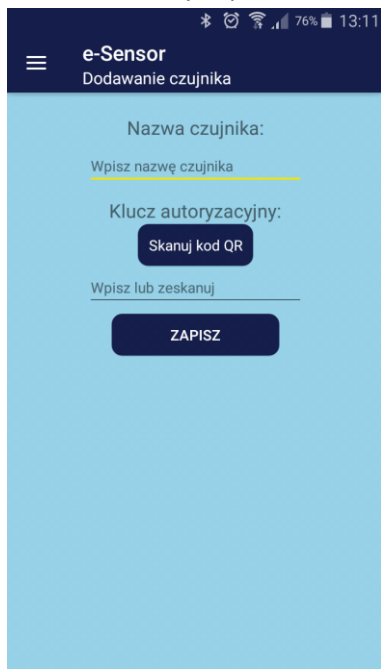 76% 13:11
e-Sensor
Dodawanie czujnika
Nazwa czujnika:
Wpisz nazwę czujnika
Klucz autoryzacyjny:
Skanuj kod QR
Wpisz lub zeskanuj
ZAPISZ